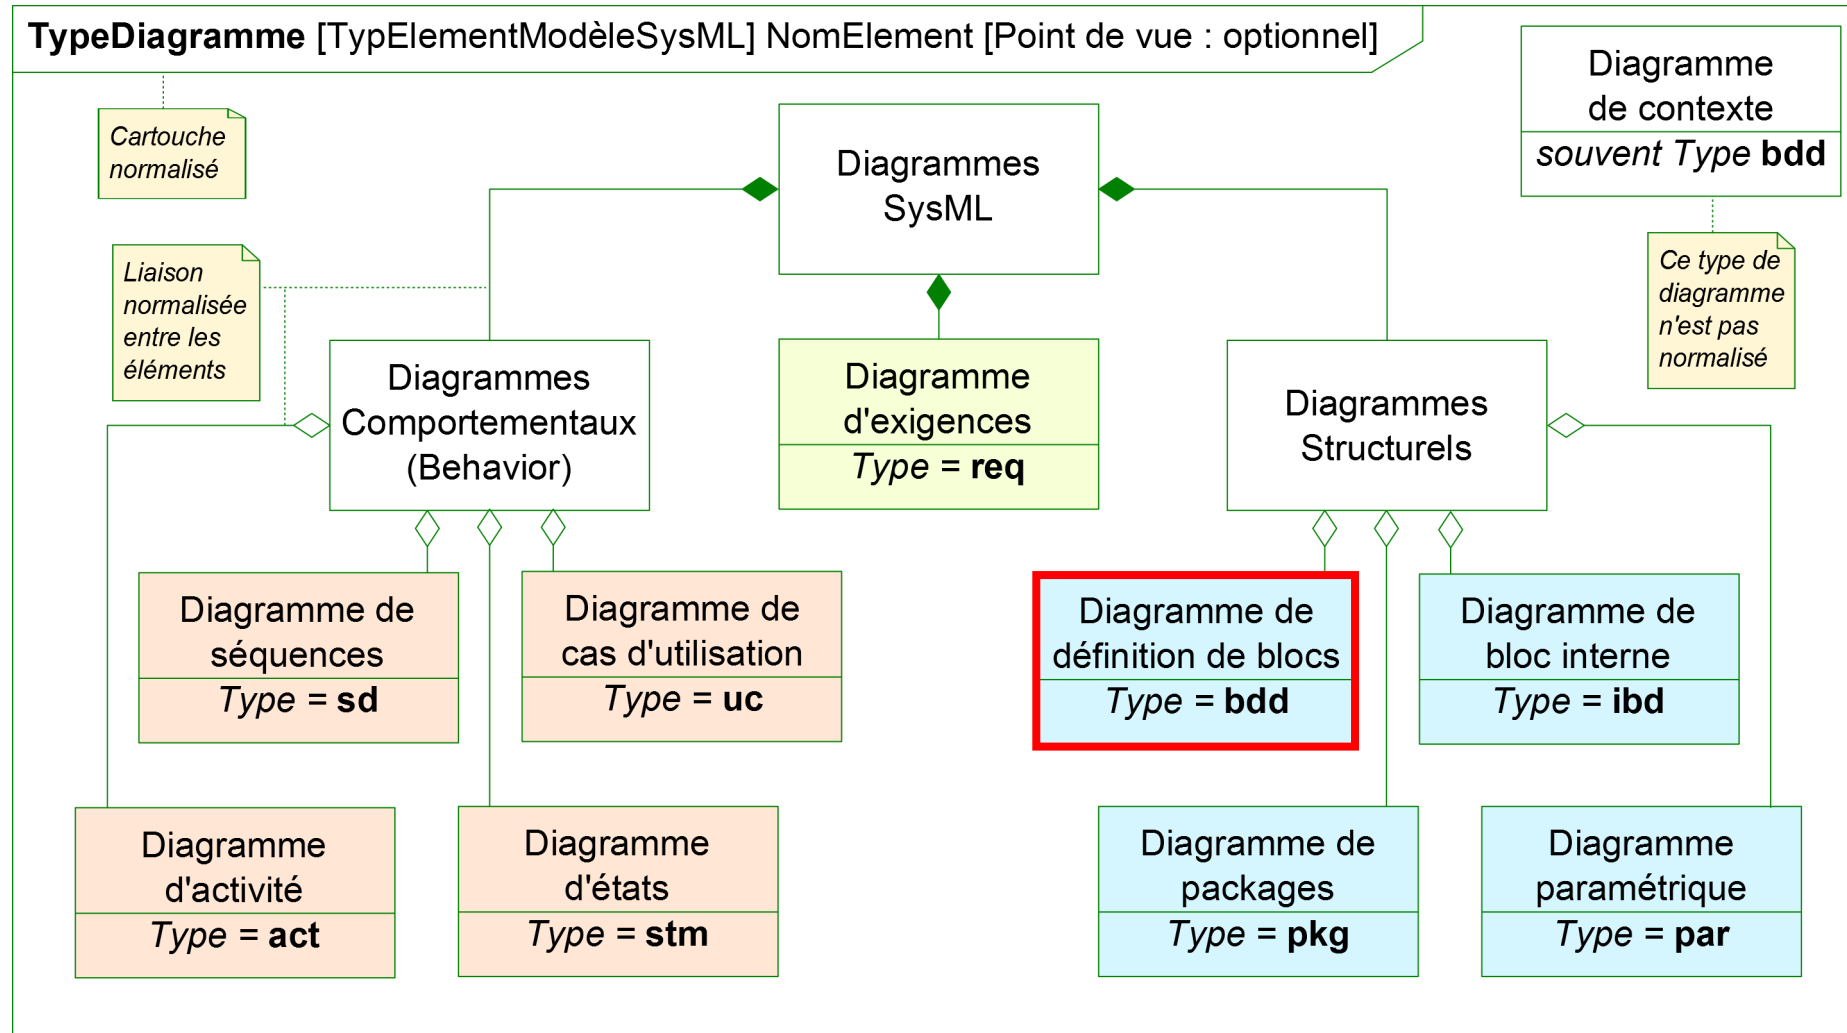 TypeDiagramme [TypElementModèleSysML] NomElement [Point de vue : optionnel]
Diagramme
de contexte
souvent Type bdd
Cartouche
normalisé
Diagrammes
SysML
Liaison
normalisée
entre les
éléments
Ce type de
diagramme
n'est pas
normalisé
Diagrammes
Comportementaux
(Behavior)
Diagramme
d'exigences
Type = req
Diagrammes
Structurels
Diagramme de
séquences
Type = sd
Diagramme de
cas d'utilisation
Type = uc
Diagramme de
définition de blocs
Type = bdd
Diagramme de
bloc interne
Type = ibd
Diagramme
d'activité
Type = act
Diagramme
d'états
Type = stm
Diagramme de
packages
Type = pkg
Diagramme
paramétrique
Type = par